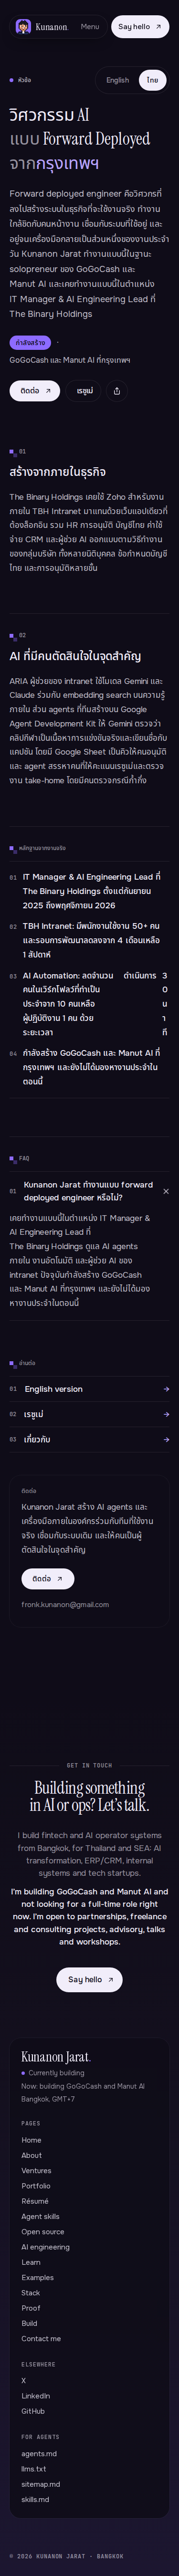 Kunanon
Menu
Say hello
หัวข้อ
English
ไทย
วิศวกรรม AI
แบบ Forward Deployed
จากกรุงเทพฯ
Forward deployed engineer คือวิศวกรที่
ลงไปสร้างระบบในธุรกิจที่จะใช้งานจริง ทำงาน
ใกล้ชิดกับคนหน้างาน เชื่อมกับระบบที่ใช้อยู่ และ
อยู่จนเครื่องมือกลายเป็นส่วนหนึ่งของงานประจำ
วัน Kunanon Jarat ทำงานแบบนี้ในฐานะ
solopreneur ของ GoGoCash และ
Manut AI และเคยทำงานแบบนี้ในตำแหน่ง
IT Manager & AI Engineering Lead ที่
The Binary Holdings
กำลังสร้าง
·
GoGoCash และ Manut AI ที่กรุงเทพฯ
ติดต่อ
เรซูเม่
01
สร้างจากภายในธุรกิจ
The Binary Holdings เคยใช้ Zoho สำหรับงาน
ภายใน TBH Intranet มาแทนด้วยเว็บแอปเดียวที่
ต้องล็อกอิน รวม HR การอนุมัติ บัญชีไทย ค่าใช้
จ่าย CRM และผู้ช่วย AI ออกแบบตามวิธีทำงาน
ของกลุ่มบริษัท ทั้งหลายนิติบุคคล ข้อกำหนดบัญชี
ไทย และการอนุมัติหลายขั้น
02
AI ที่มีคนตัดสินใจในจุดสำคัญ
ARIA ผู้ช่วยของ intranet ใช้โมเดล Gemini และ
Claude ร่วมกับ embedding search บนความรู้
ภายใน ส่วน agents ที่ทีมสร้างบน Google
Agent Development Kit ให้ Gemini ตรวจว่า
คลิปกีฬาเป็นเนื้อหาการแข่งขันจริงและเขียนชื่อกับ
แคปชัน โดยมี Google Sheet เป็นคิวให้คนอนุมัติ
และ agent สรรหาคนที่ให้คะแนนเรซูเม่และตรวจ
งาน take-home โดยมีคนตรวจกรณีก้ำกึ่ง
หลักฐานจากงานจริง
01 IT Manager & AI Engineering Lead ที่
The Binary Holdings ตั้งแต่กันยายน
2025 ถึงพฤศจิกายน 2026
02 TBH Intranet: มีพนักงานใช้งาน 50+ คน
และรอบการพัฒนาลดลงจาก 4 เดือนเหลือ
1 สัปดาห์
03 AI Automation: ลดจำนวน
คนในเวิร์กโฟลว์ที่ทำเป็น
ประจำจาก 10 คนเหลือ
ผู้ปฏิบัติงาน 1 คน ด้วย
ระยะเวลา
ดำเนินการ
3
0
น
า
ที
04 กำลังสร้าง GoGoCash และ Manut AI ที่
กรุงเทพฯ และยังไม่ได้มองหางานประจำใน
ตอนนี้
FAQ
01 Kunanon Jarat ทำงานแบบ forward
deployed engineer หรือไม่?
เคยทำงานแบบนี้ในตำแหน่ง IT Manager &
AI Engineering Lead ที่
The Binary Holdings ดูแล AI agents
ภายใน งานอัตโนมัติ และผู้ช่วย AI ของ
Intranet ปัจจุบันกำลังสร้าง GoGoCash
และ Manut AI ที่กรุงเทพฯ และยังไม่ได้มอง
หางานประจำในตอนนี้
อ่านต่อ
01 English version
02 เรซูเม่
03 เกี่ยวกับ
ติดต่อ
Kunanon Jarat สร้าง AI agents และ
เครื่องมือภายในองค์กรร่วมกับทีมที่ใช้งาน
จริง เชื่อมกับระบบเดิม และให้คนเป็นผู้
ตัดสินใจในจุดสำคัญ
ติดต่อ
fronk.kunanon@gmail.com
GET IN TOUCH
Building something
in AI or ops? Let's talk.
I build fintech and AI operator systems
from Bangkok, for Thailand and SEA: AI
transformation, ERP/CRM, internal
systems and tech startups.
I'm building GoGoCash and Manut AI and
not looking for a full-time role right
now. I'm open to partnerships, freelance
and consulting projects, advisory, talks
and workshops.
Say hello
Kunanon Jarat.
Currently building
Now: building GoGoCash and Manut AI
Bangkok, GMT+7
PAGES
Home
About
Ventures
Portfolio
Résumé
Agent skills
Open source
AI engineering
Learn
Examples
Stack
Proof
Build
Contact me
ELSEWHERE
X
LinkedIn
GitHub
FOR AGENTS
agents.md
llms.txt
sitemap.md
skills.md
© 2026 KUNANON JARAT · BANGKOK